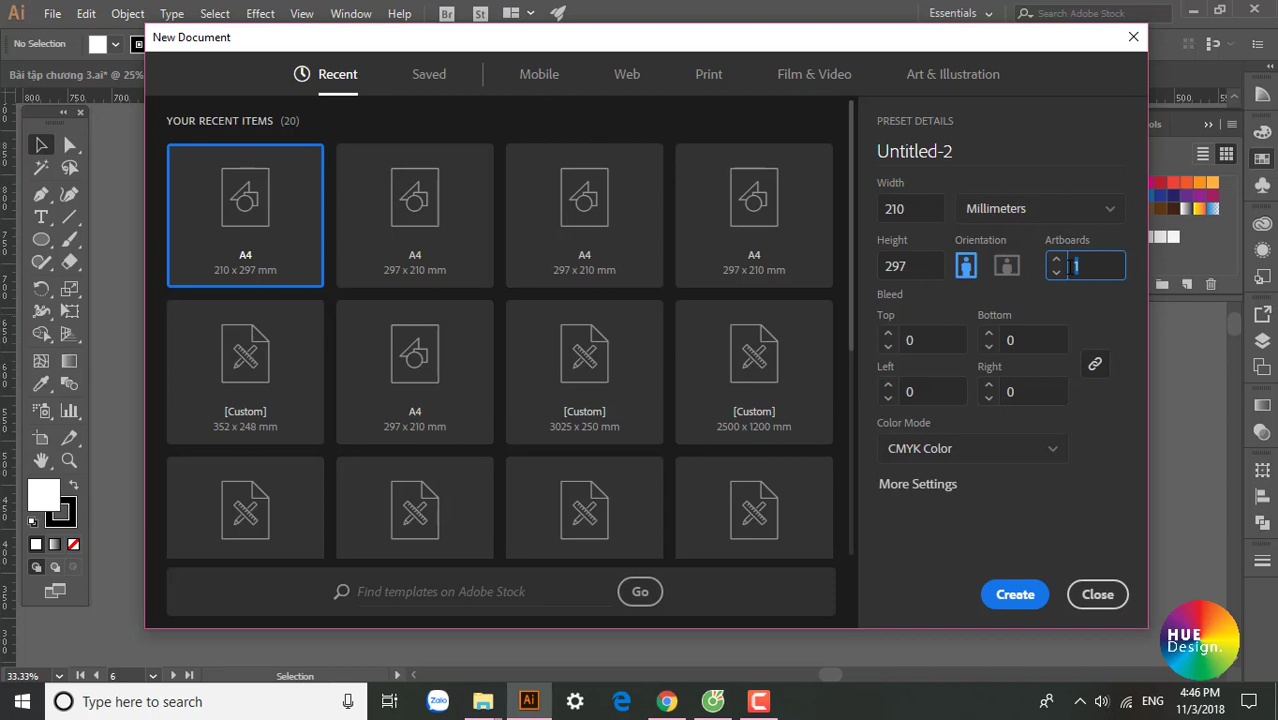 Ai File Edit Object Type Select Effect View Window Help Br St Essentials Search Adobe Stock
No Selection
New Document
Bài tập chương 3.ai* @ 25%
Recent Saved Mobile Web Print Film & Video Art & Illustration
YOUR RECENT ITEMS (20)
A4
210 x 297 mm
A4
297 x 210 mm
A4
297 x 210 mm
A4
297 x 210 mm
[Custom]
352 x 248 mm
A4
297 x 210 mm
[Custom]
3025 x 250 mm
[Custom]
2500 x 1200 mm
Find templates on Adobe Stock Go
PRESET DETAILS
Untitled-2
Width
210 Millimeters
Height Orientation Artboards
297 1
Bleed
Top Bottom
0 0
Left Right
0 0
Color Mode
CMYK Color
More Settings
Create Close
HUE
Design.
33.33% 6 Selection
Type here to search Zalo Ai ENG
4:46 PM
11/3/2018